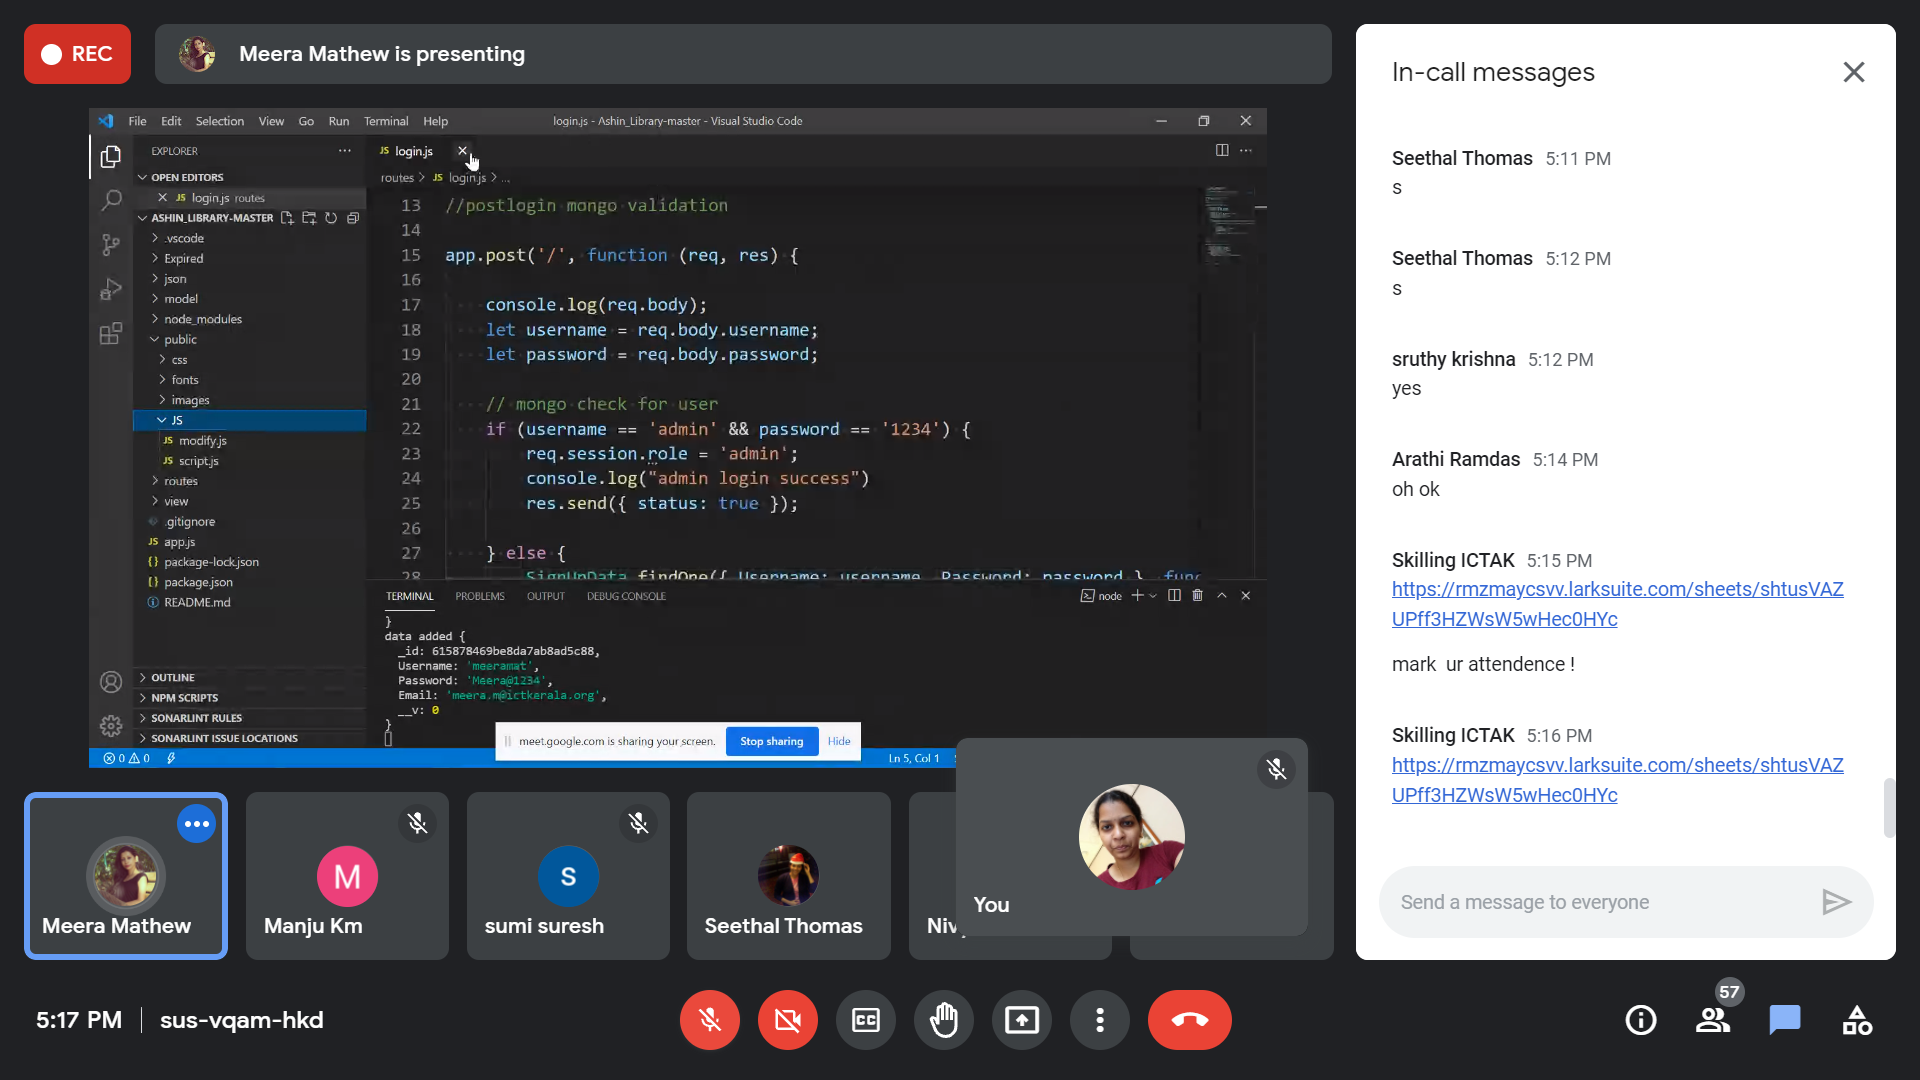 REC
Meera Mathew is presenting
File Edit Selection View Go Run Terminal Help
login.js - Ashin_Library-master - Visual Studio Code
EXPLORER
OPEN EDITORS
JS login.js routes
ASHIN_LIBRARY-MASTER
.vscode
Expired
json
model
node_modules
public
css
fonts
images
JS
JS modify.js
JS script.js
routes
view
.gitignore
JS app.js
{} package-lock.json
{} package.json
README.md
OUTLINE
NPM SCRIPTS
SONARLINT RULES
SONARLINT ISSUE LOCATIONS
JS login.js
routes > JS login.js > ...
13 //postlogin mongo validation
14
15 app.post('/', function (req, res) {
16
17 console.log(req.body);
18 let username = req.body.username;
19 let password = req.body.password;
20
21 // mongo check for user
22 if (username == 'admin' && password == '1234') {
23 req.session.role = 'admin';
24 console.log("admin login success")
25 res.send({ status: true });
26
27 } else {
28 SignUpData.findOne({ Username: username, Password: password }, func
TERMINAL PROBLEMS OUTPUT DEBUG CONSOLE
node
}
data added {
_id: 615878469be8da7ab8ad5c88,
Username: 'meeramat',
Password: 'Meera@1234',
Email: 'meera.m@ictkerala.org',
__v: 0
}
meet.google.com is sharing your screen. Stop sharing Hide
0 0
Ln 5, Col 1
Meera Mathew
M
Manju Km
s
sumi suresh
Seethal Thomas
You
5:17 PM
sus-vqam-hkd
CC
57
In-call messages
Seethal Thomas 5:11 PM
s
Seethal Thomas 5:12 PM
s
sruthy krishna 5:12 PM
yes
Arathi Ramdas 5:14 PM
oh ok
Skilling ICTAK 5:15 PM
https://rmzmaycsvv.larksuite.com/sheets/shtusVAZ
UPff3HZWsW5wHec0HYc
mark ur attendence !
Skilling ICTAK 5:16 PM
https://rmzmaycsvv.larksuite.com/sheets/shtusVAZ
UPff3HZWsW5wHec0HYc
Send a message to everyone